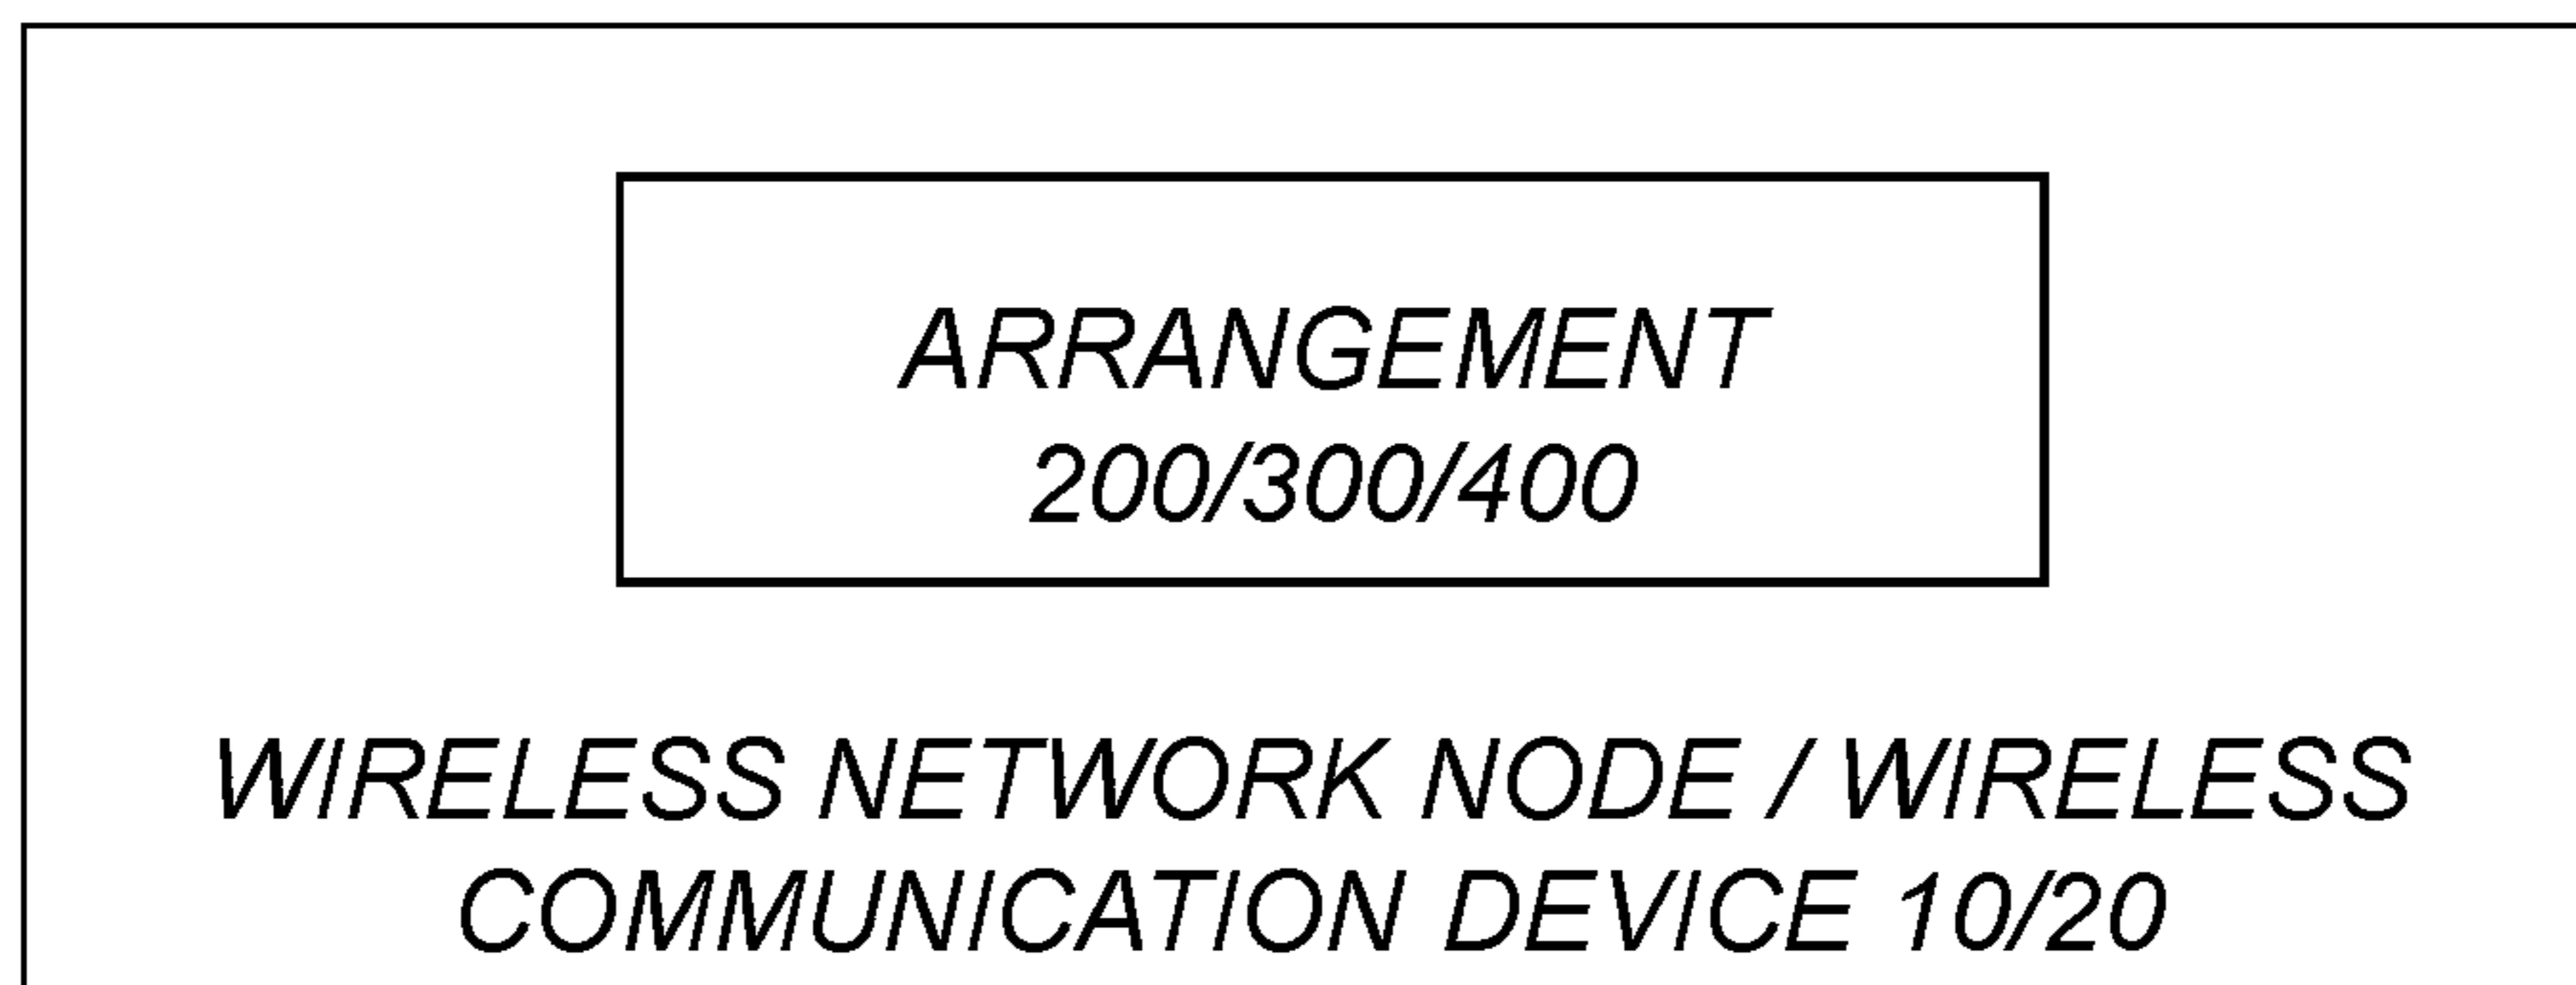 ARRANGEMENT
200/300/400
WIRELESS NETWORK NODE / WIRELESS
COMMUNICATION DEVICE 10/20